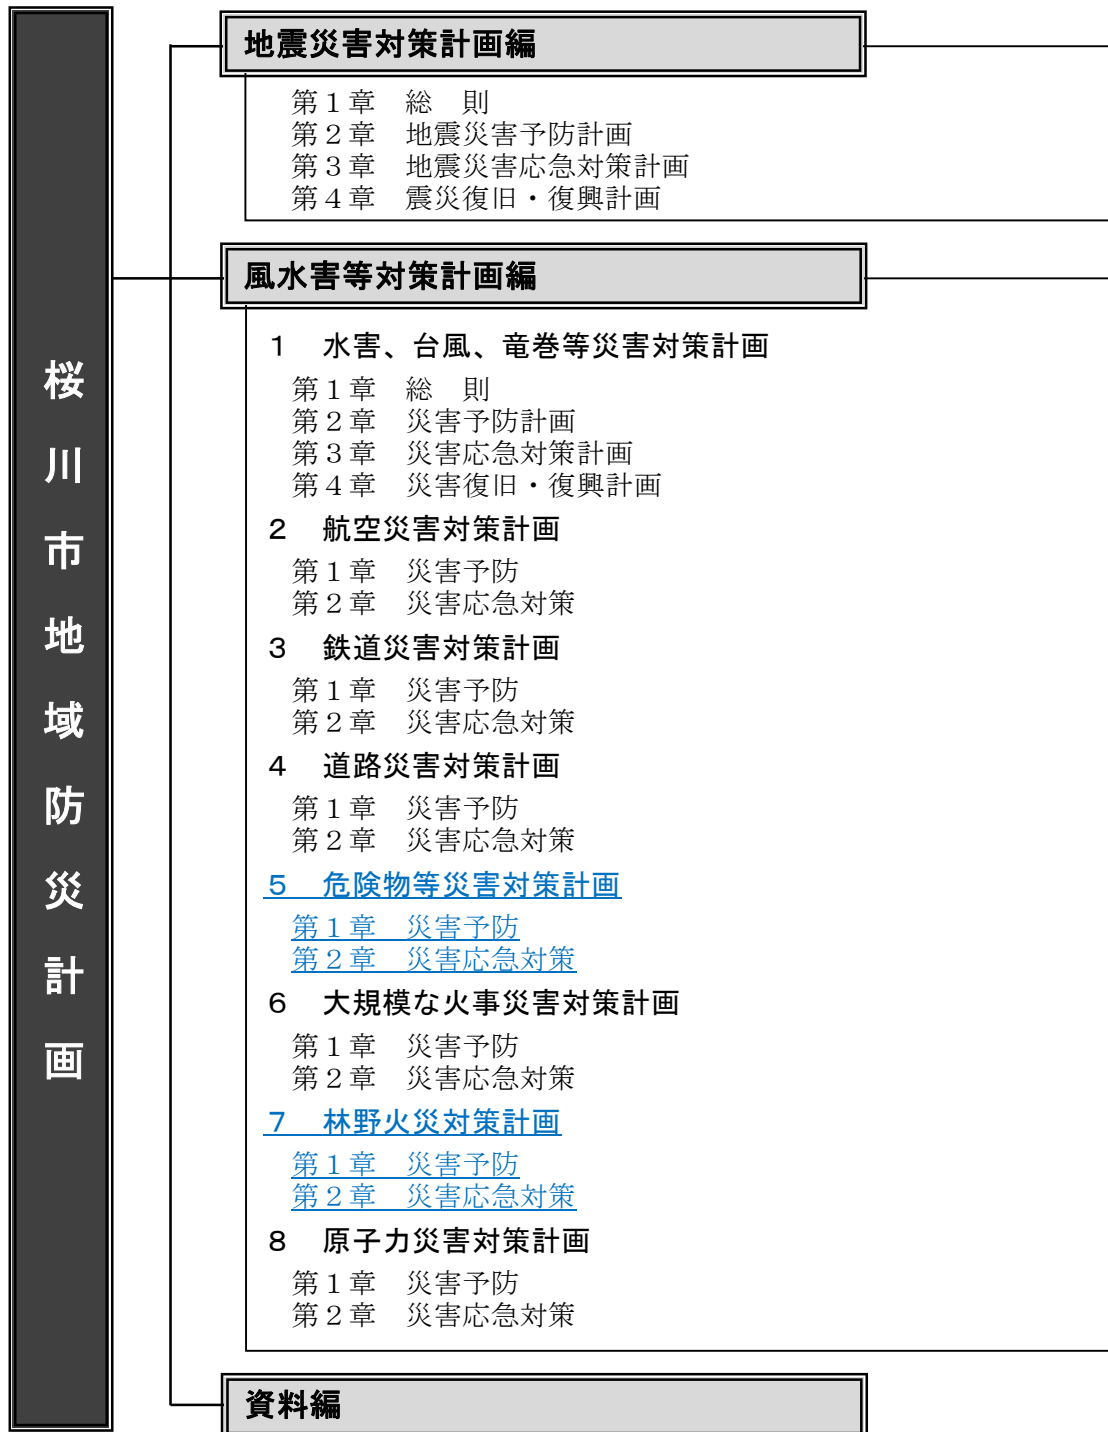 桜川市地域防災計画
地震災害対策計画編
第１章　総　則
第２章　地震災害予防計画
第３章　地震災害応急対策計画
第４章　震災復旧・復興計画
風水害等対策計画編
１　水害、台風、竜巻等災害対策計画
第１章　総　則
第２章　災害予防計画
第３章　災害応急対策計画
第４章　災害復旧・復興計画
２　航空災害対策計画
第１章　災害予防
第２章　災害応急対策
３　鉄道災害対策計画
第１章　災害予防
第２章　災害応急対策
４　道路災害対策計画
第１章　災害予防
第２章　災害応急対策
５　危険物等災害対策計画
第１章　災害予防
第２章　災害応急対策
６　大規模な火事災害対策計画
第１章　災害予防
第２章　災害応急対策
７　林野火災対策計画
第１章　災害予防
第２章　災害応急対策
８　原子力災害対策計画
第１章　災害予防
第２章　災害応急対策
資料編